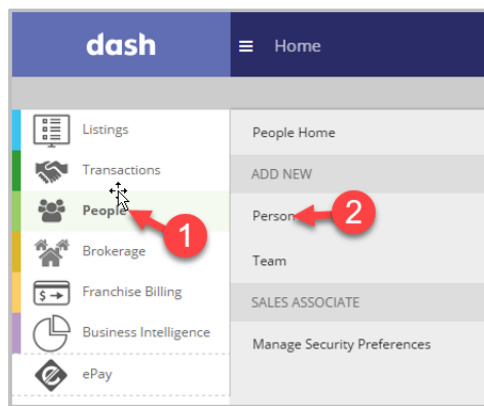 dash
Home
Listings
Transactions
People
Brokerage
Franchise Billing
Business Intelligence
ePay
People Home
ADD NEW
Person
Team
SALES ASSOCIATE
Manage Security Preferences
1
2